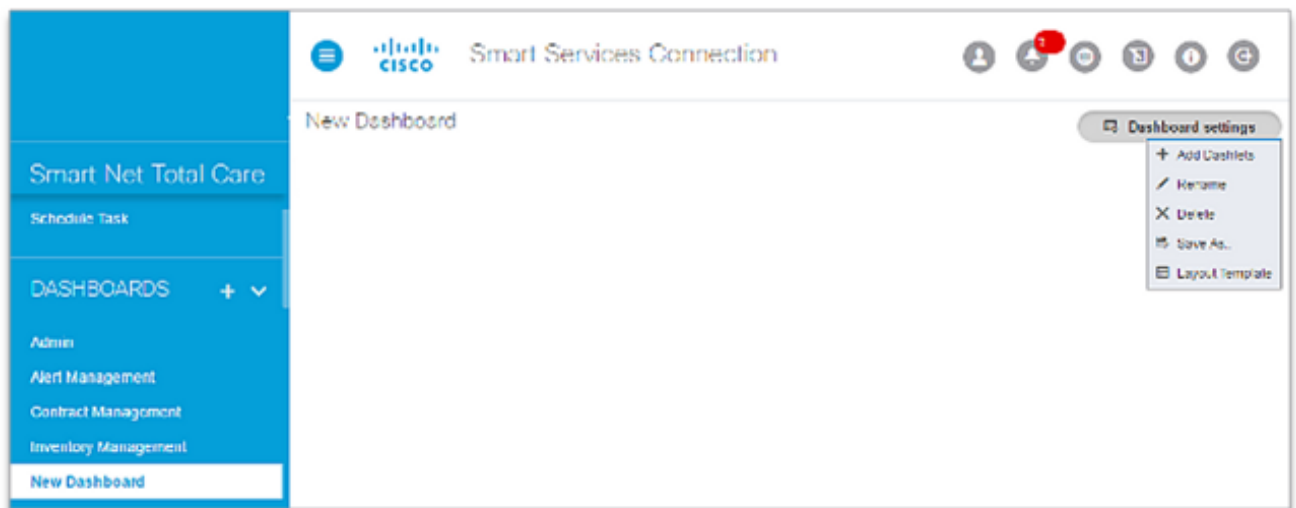 CISCO
Smart Services Connection
New Dashboard
Dashboard settings
+ Add Dashlets
Rename
Delete
Save As..
Layout Template
Smart Net Total Care
Schedule Task
DASHBOARDS + 
Admin
Alert Management
Contract Management
Inventory Management
New Dashboard